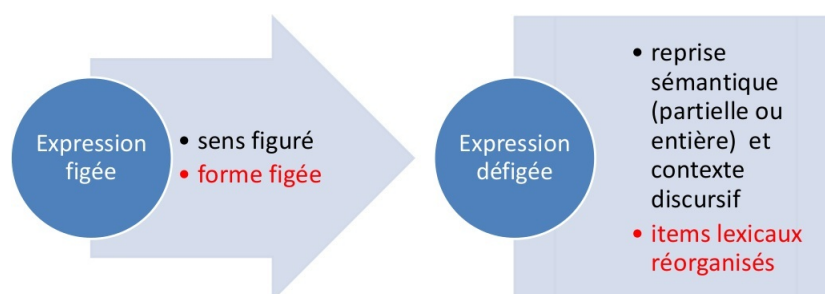 Expression
figée
• sens figuré
• forme figée
Expression
défigée
• reprise
sémantique
(partielle ou
entière) et
contexte
discursif
• items lexicaux
réorganisés